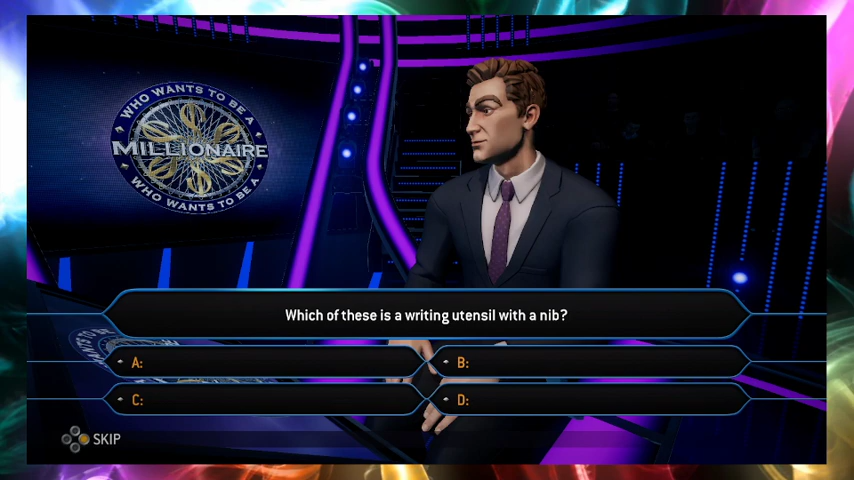 WHO WANTS TO BE A
MILLIONAIRE
WHO WANTS TO BE A
Which of these is a writing utensil with a nib?
A:
B:
C:
D:
SKIP